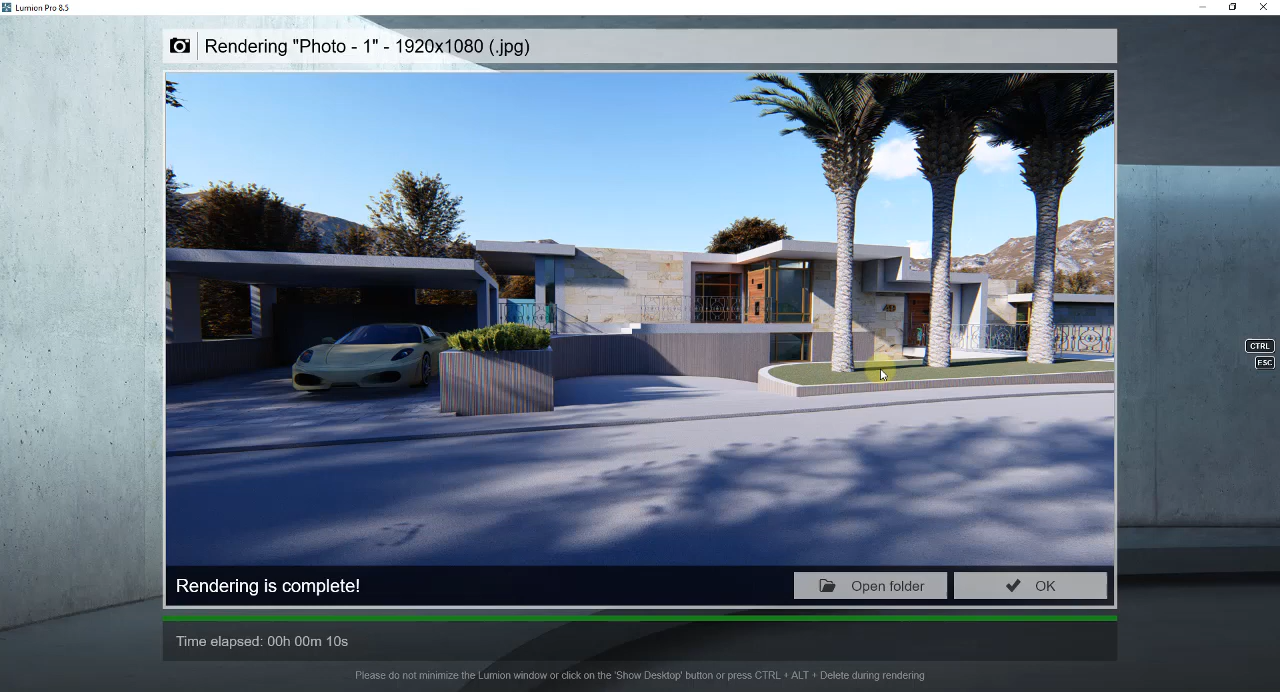 Lumion Pro 8.5
Rendering "Photo - 1" - 1920x1080 (.jpg)
CTRL
ESC
Rendering is complete!
Open folder
OK
Time elapsed: 00h 00m 10s
Please do not minimize the Lumion window or click on the 'Show Desktop' button or press CTRL + ALT + Delete during rendering